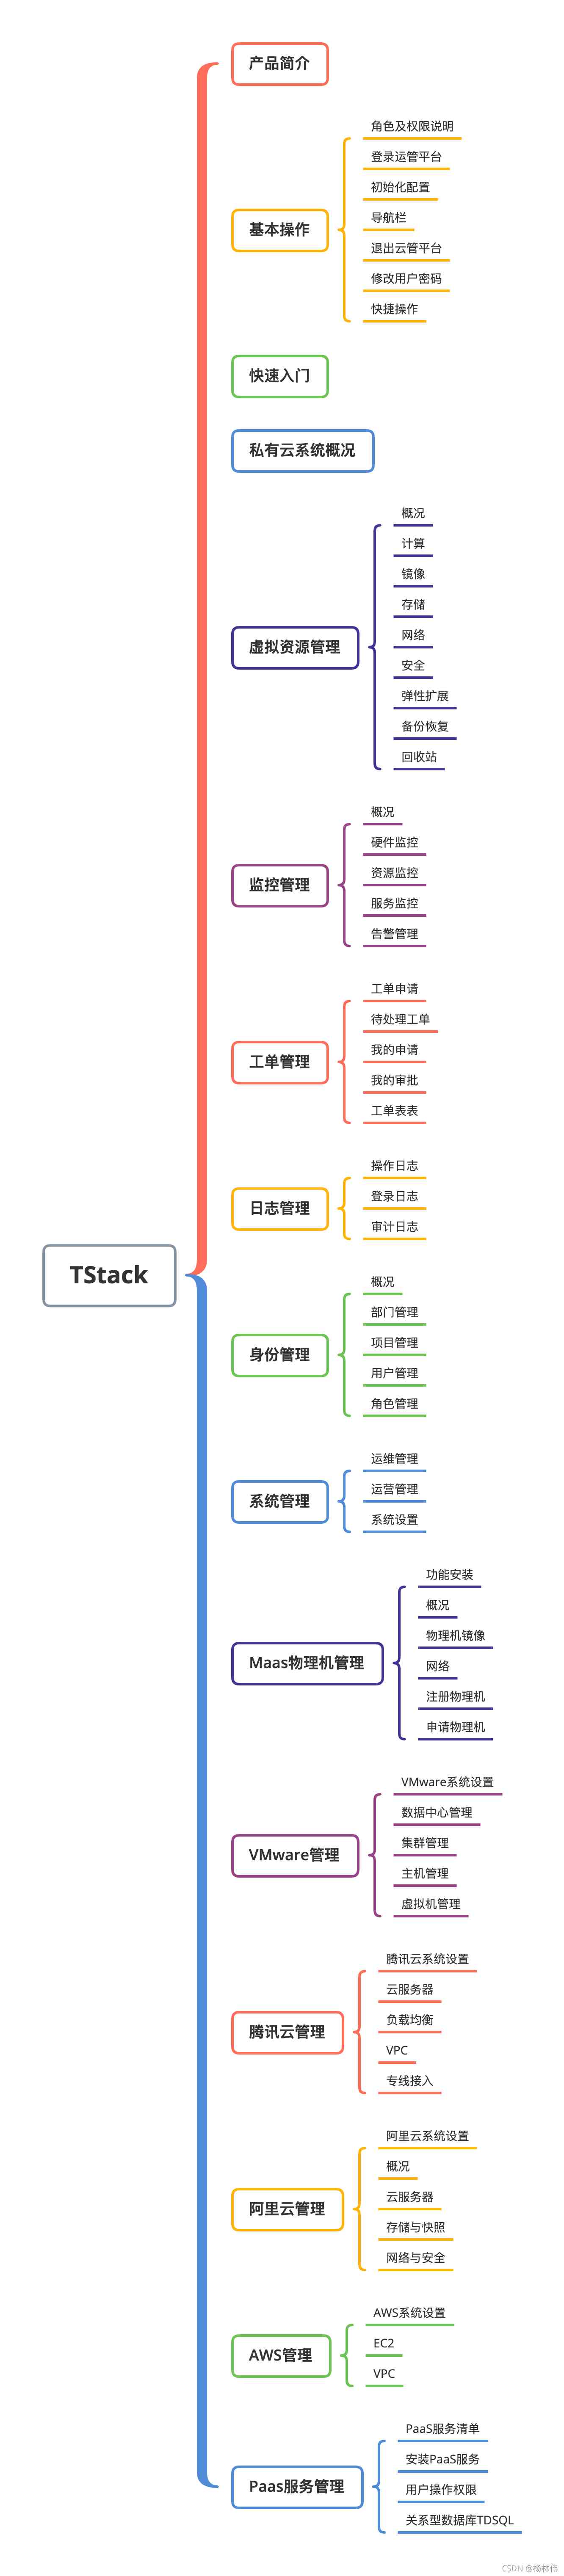 TStack
产品简介
基本操作
角色及权限说明
登录运管平台
初始化配置
导航栏
退出云管平台
修改用户密码
快捷操作
快速入门
私有云系统概况
虚拟资源管理
概况
计算
镜像
存储
网络
安全
弹性扩展
备份恢复
回收站
监控管理
概况
硬件监控
资源监控
服务监控
告警管理
工单管理
工单申请
待处理工单
我的申请
我的审批
工单表表
日志管理
操作日志
登录日志
审计日志
身份管理
概况
部门管理
项目管理
用户管理
角色管理
系统管理
运维管理
运营管理
系统设置
Maas物理机管理
功能安装
概况
物理机镜像
网络
注册物理机
申请物理机
VMware管理
VMware系统设置
数据中心管理
集群管理
主机管理
虚拟机管理
腾讯云管理
腾讯云系统设置
云服务器
负载均衡
VPC
专线接入
阿里云管理
阿里云系统设置
概况
云服务器
存储与快照
网络与安全
AWS管理
AWS系统设置
EC2
VPC
Paas服务管理
PaaS服务清单
安装PaaS服务
用户操作权限
关系型数据库TDSQL
CSDN @杨林伟